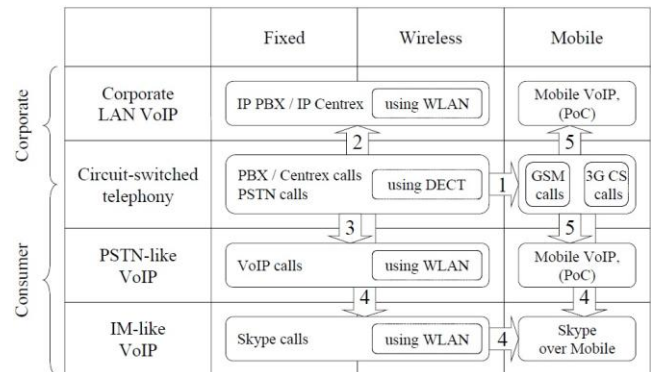 Fixed Wireless Mobile
Corporate
Corporate
LAN VoIP
IP PBX / IP Centrex using WLAN
Mobile VoIP,
(PoC)
2
5
Circuit-switched
telephony
PBX / Centrex calls
PSTN calls
using DECT
1
GSM
calls
3G CS
calls
3
5
Consumer
PSTN-like
VoIP
VoIP calls using WLAN
Mobile VoIP,
(PoC)
4
4
IM-like
VoIP
Skype calls using WLAN
4
Skype
over Mobile